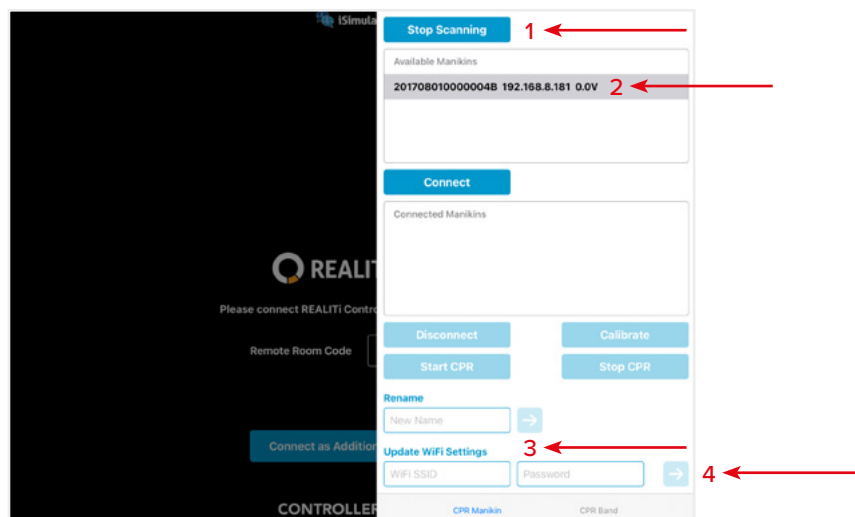 iSimula
Stop Scanning
1
Available Manikins
201708010000004B 192.168.8.181 0.0V
2
Connect
Connected Manikins
REALIT
Please connect REALITi Contro
Remote Room Code
Disconnect
Calibrate
Start CPR
Stop CPR
Rename
New Name
Connect as Addition
Update WiFi Settings
3
WiFi SSID
Password
4
CONTROLLER
CPR Manikin
CPR Band